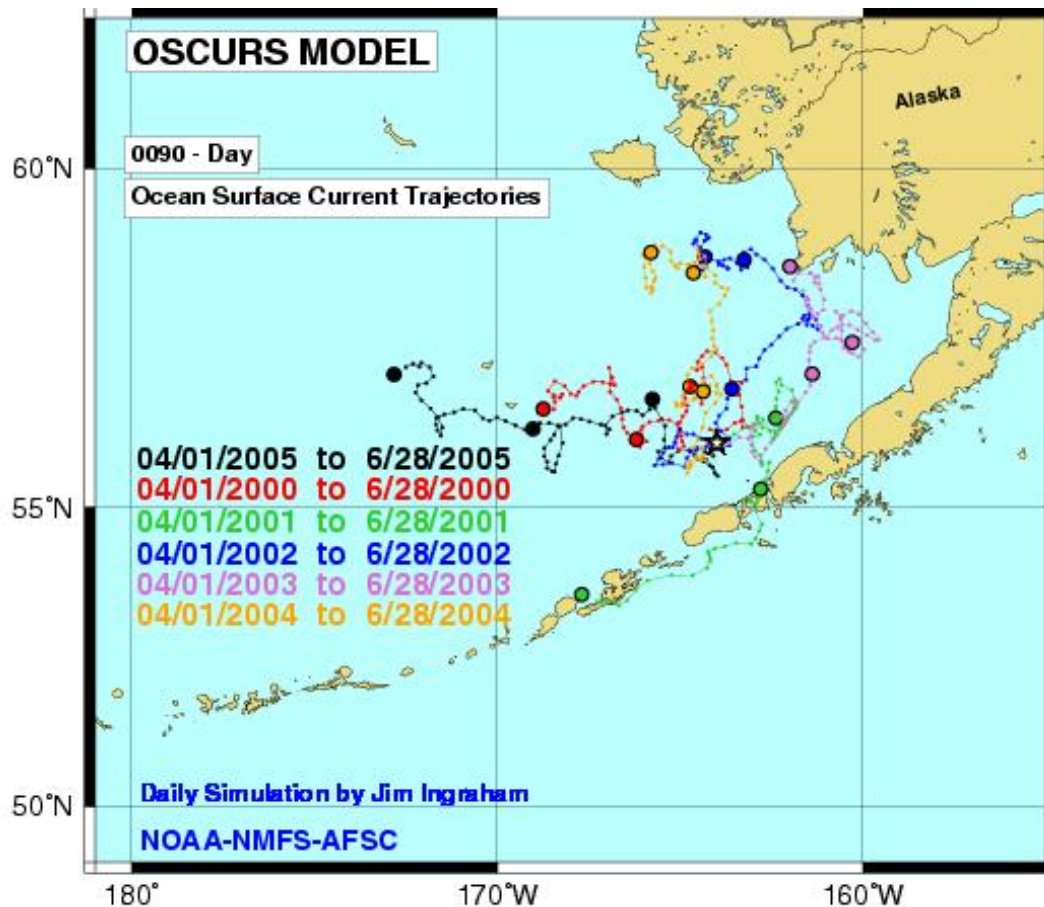 OSCURS MODEL
Alaska
0090 - Day
60˚N
Ocean Surface Current Trajectories
04/01/2005 to 6/28/2005
04/01/2000 to 6/28/2000
55˚N
04/01/2001 to 6/28/2001
04/01/2002 to 6/28/2002
04/01/2003 to 6/28/2003
04/01/2004 to 6/28/2004
Daily Simulation by Jim Ingraham
50˚N
NOAA-NMFS-AFSC
180˚ 170˚W 160˚W